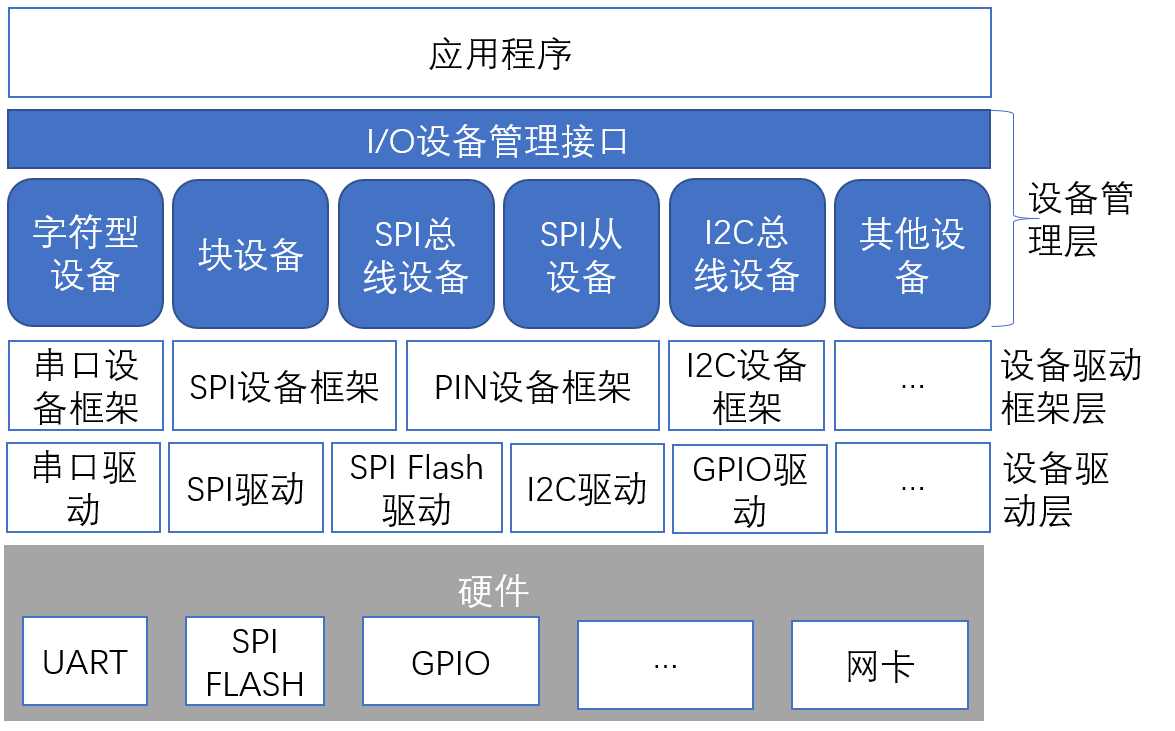 应用程序
I/O设备管理接口
字符型
设备
块设备
SPI总
线设备
SPI从
设备
I2C总
线设备
其他设
备
设备管
理层
串口设
备框架
SPI设备框架
PIN设备框架
I2C设备
框架
...
设备驱动
框架层
串口驱
动
SPI驱动
SPI Flash
驱动
I2C驱动
GPIO驱
动
...
设备驱
动层
硬件
UART
SPI
FLASH
GPIO
...
网卡